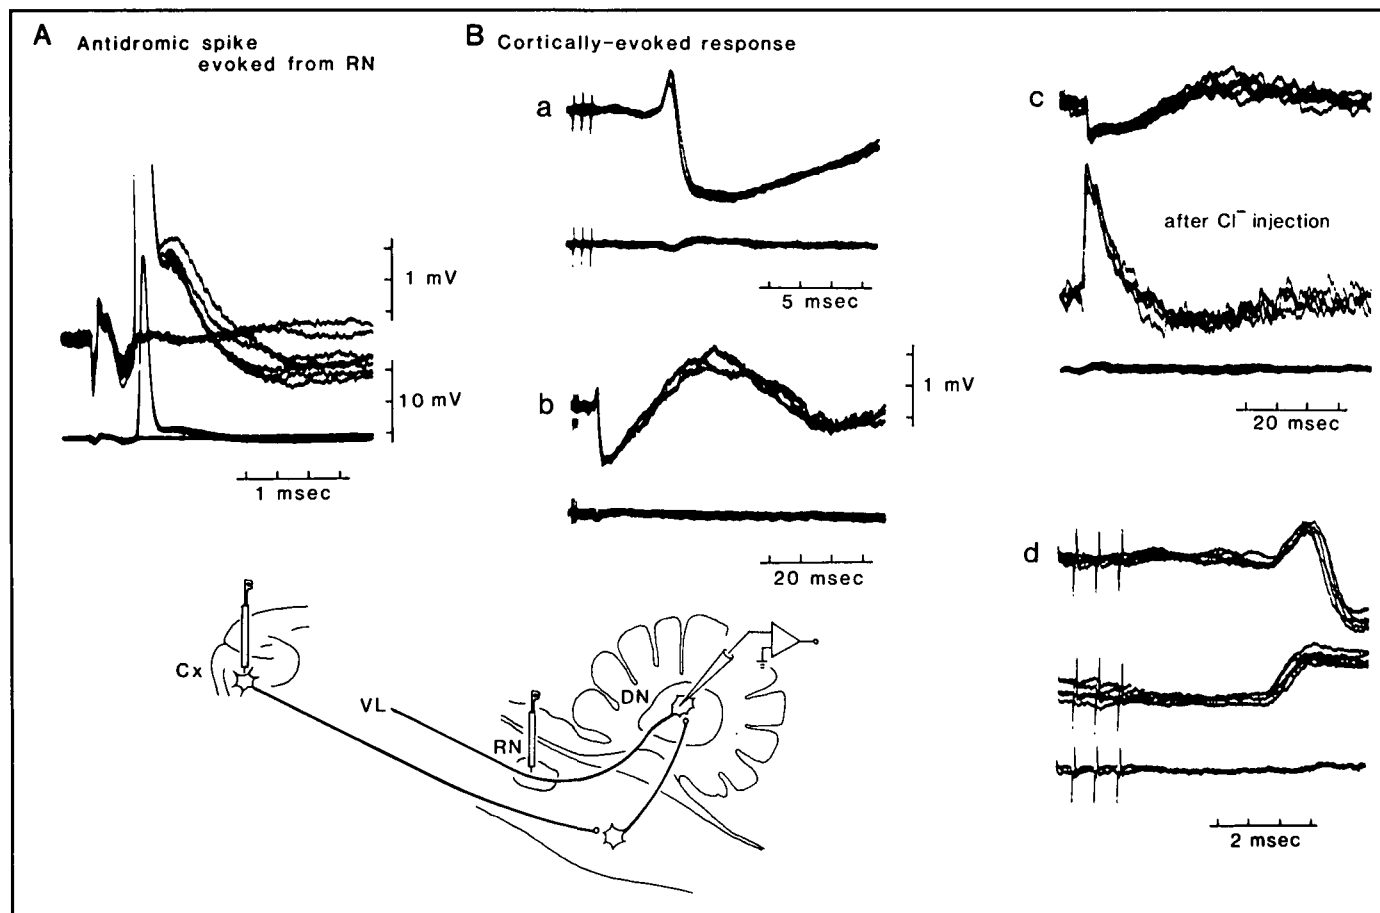 A Antidromic spike
evoked from RN
1 mV
10 mV
1 msec
B Cortically-evoked response
a
5 msec
b
1 mV
20 msec
c
after Cl⁻ injection
20 msec
d
2 msec
Cx
VL
RN
DN